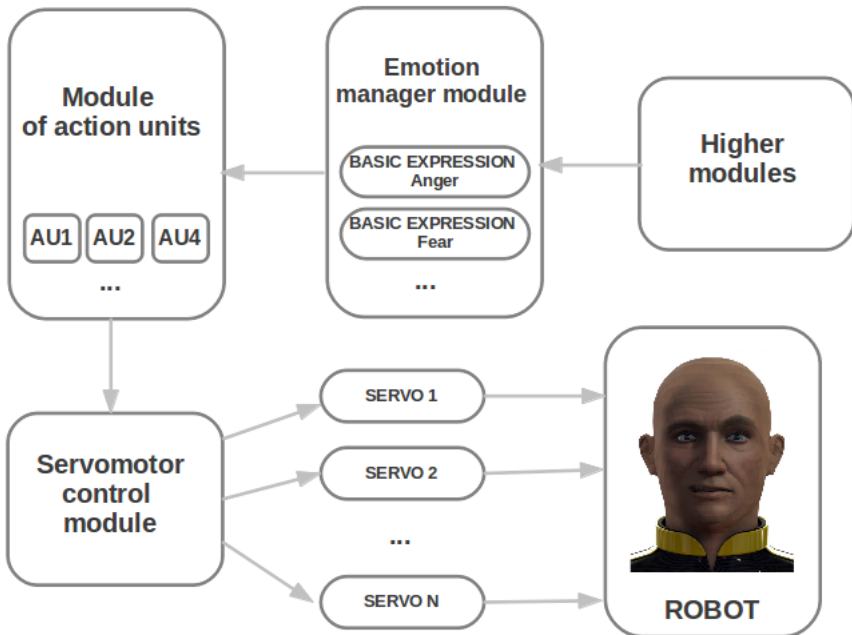 Module
of action units
AU1 AU2 AU4
...
Emotion
manager module
BASIC EXPRESSION
Anger
BASIC EXPRESSION
Fear
...
Higher
modules
Servomotor
control
module
SERVO 1
SERVO 2
...
SERVO N
ROBOT